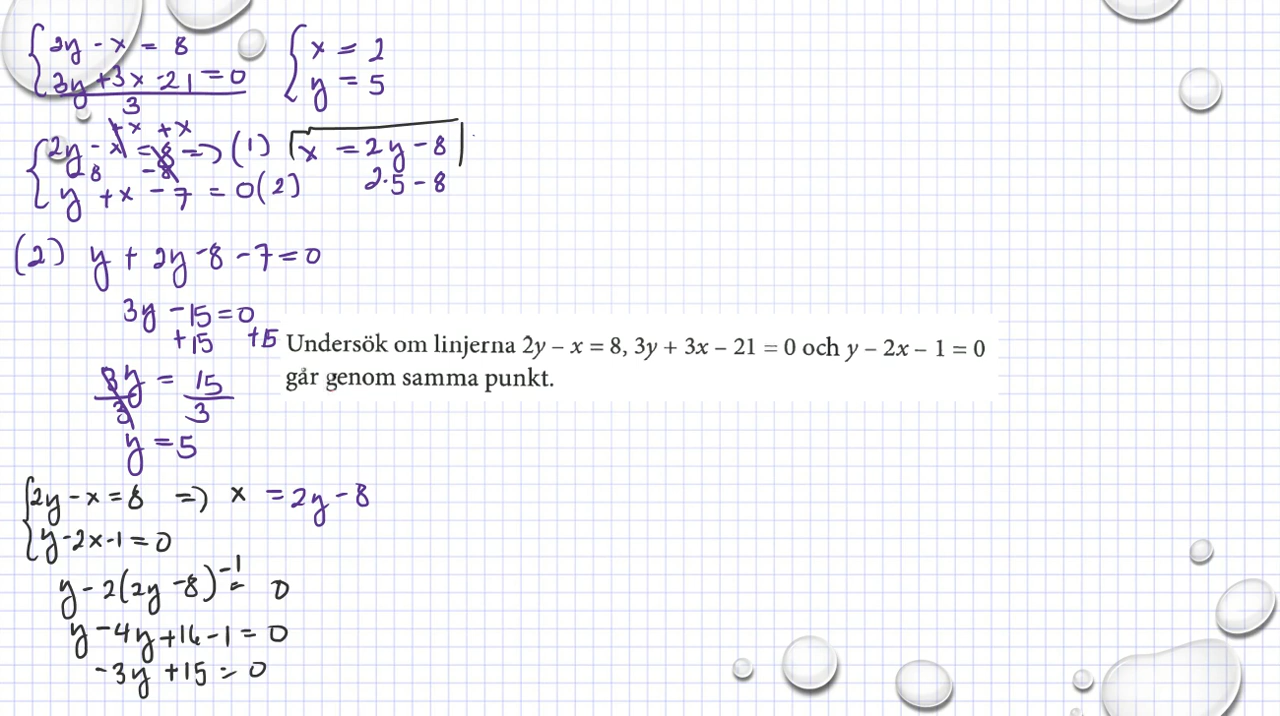 2y - x = 8
3y + 3x - 21 = 0
3
x = 2
y = 5
+x +x
2y - x = 8 => (1) x = 2y - 8
-8 -8 2·5 - 8
y + x - 7 = 0 (2)
(2) y + 2y - 8 - 7 = 0
3y - 15 = 0
+15 +15
Undersök om linjerna 2y – x = 8, 3y + 3x – 21 = 0 och y – 2x – 1 = 0
går genom samma punkt.
3y = 15
3 3
y = 5
2y - x = 8 => x = 2y - 8
y - 2x - 1 = 0
y - 2(2y - 8) - 1 = 0
y - 4y + 16 - 1 = 0
-3y + 15 = 0